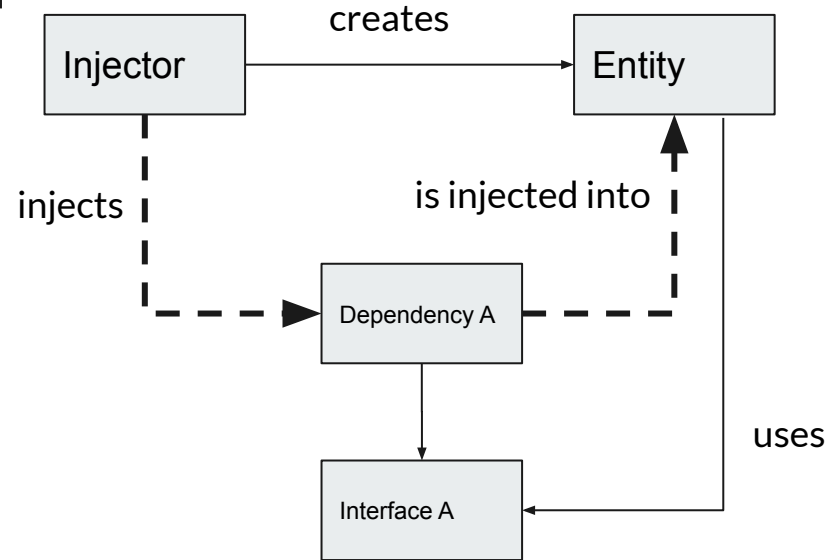 creates
Injector
Entity
injects
is injected into
Dependency A
uses
Interface A